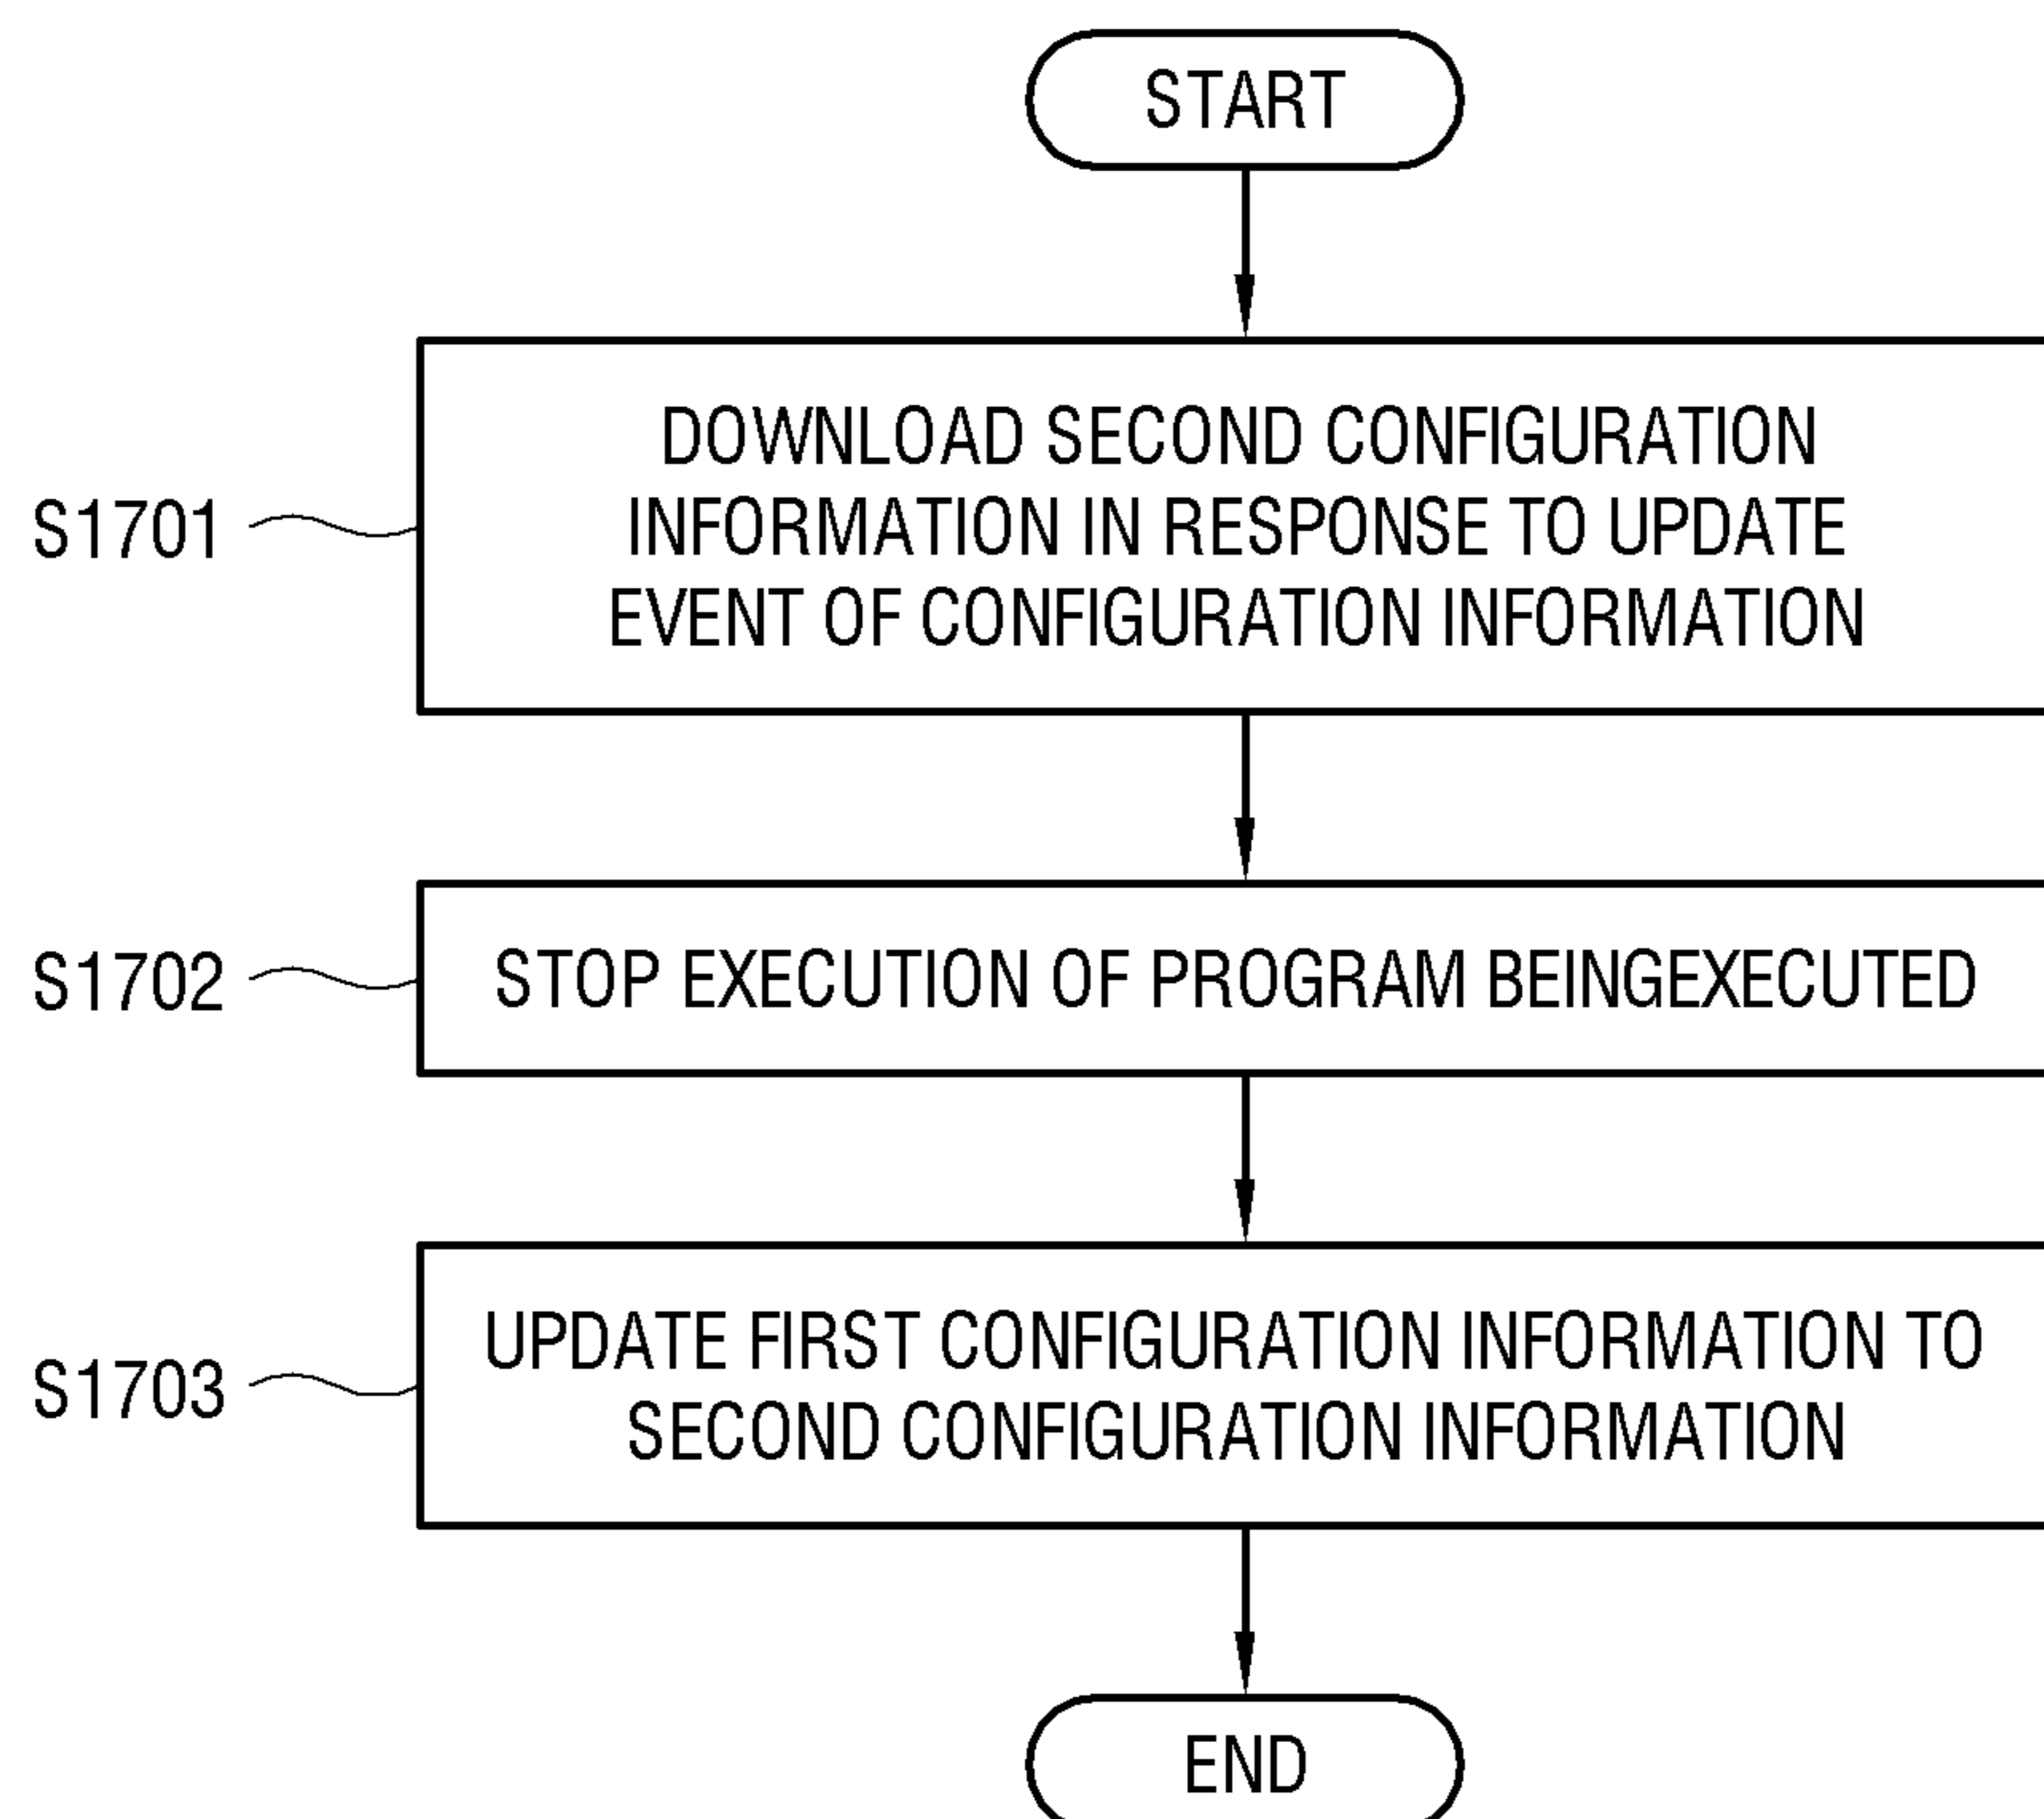 START
DOWNLOAD SECOND CONFIGURATION
INFORMATION IN RESPONSE TO UPDATE
EVENT OF CONFIGURATION INFORMATION
S1701
STOP EXECUTION OF PROGRAM BEINGEXECUTED
S1702
UPDATE FIRST CONFIGURATION INFORMATION TO
SECOND CONFIGURATION INFORMATION
S1703
END